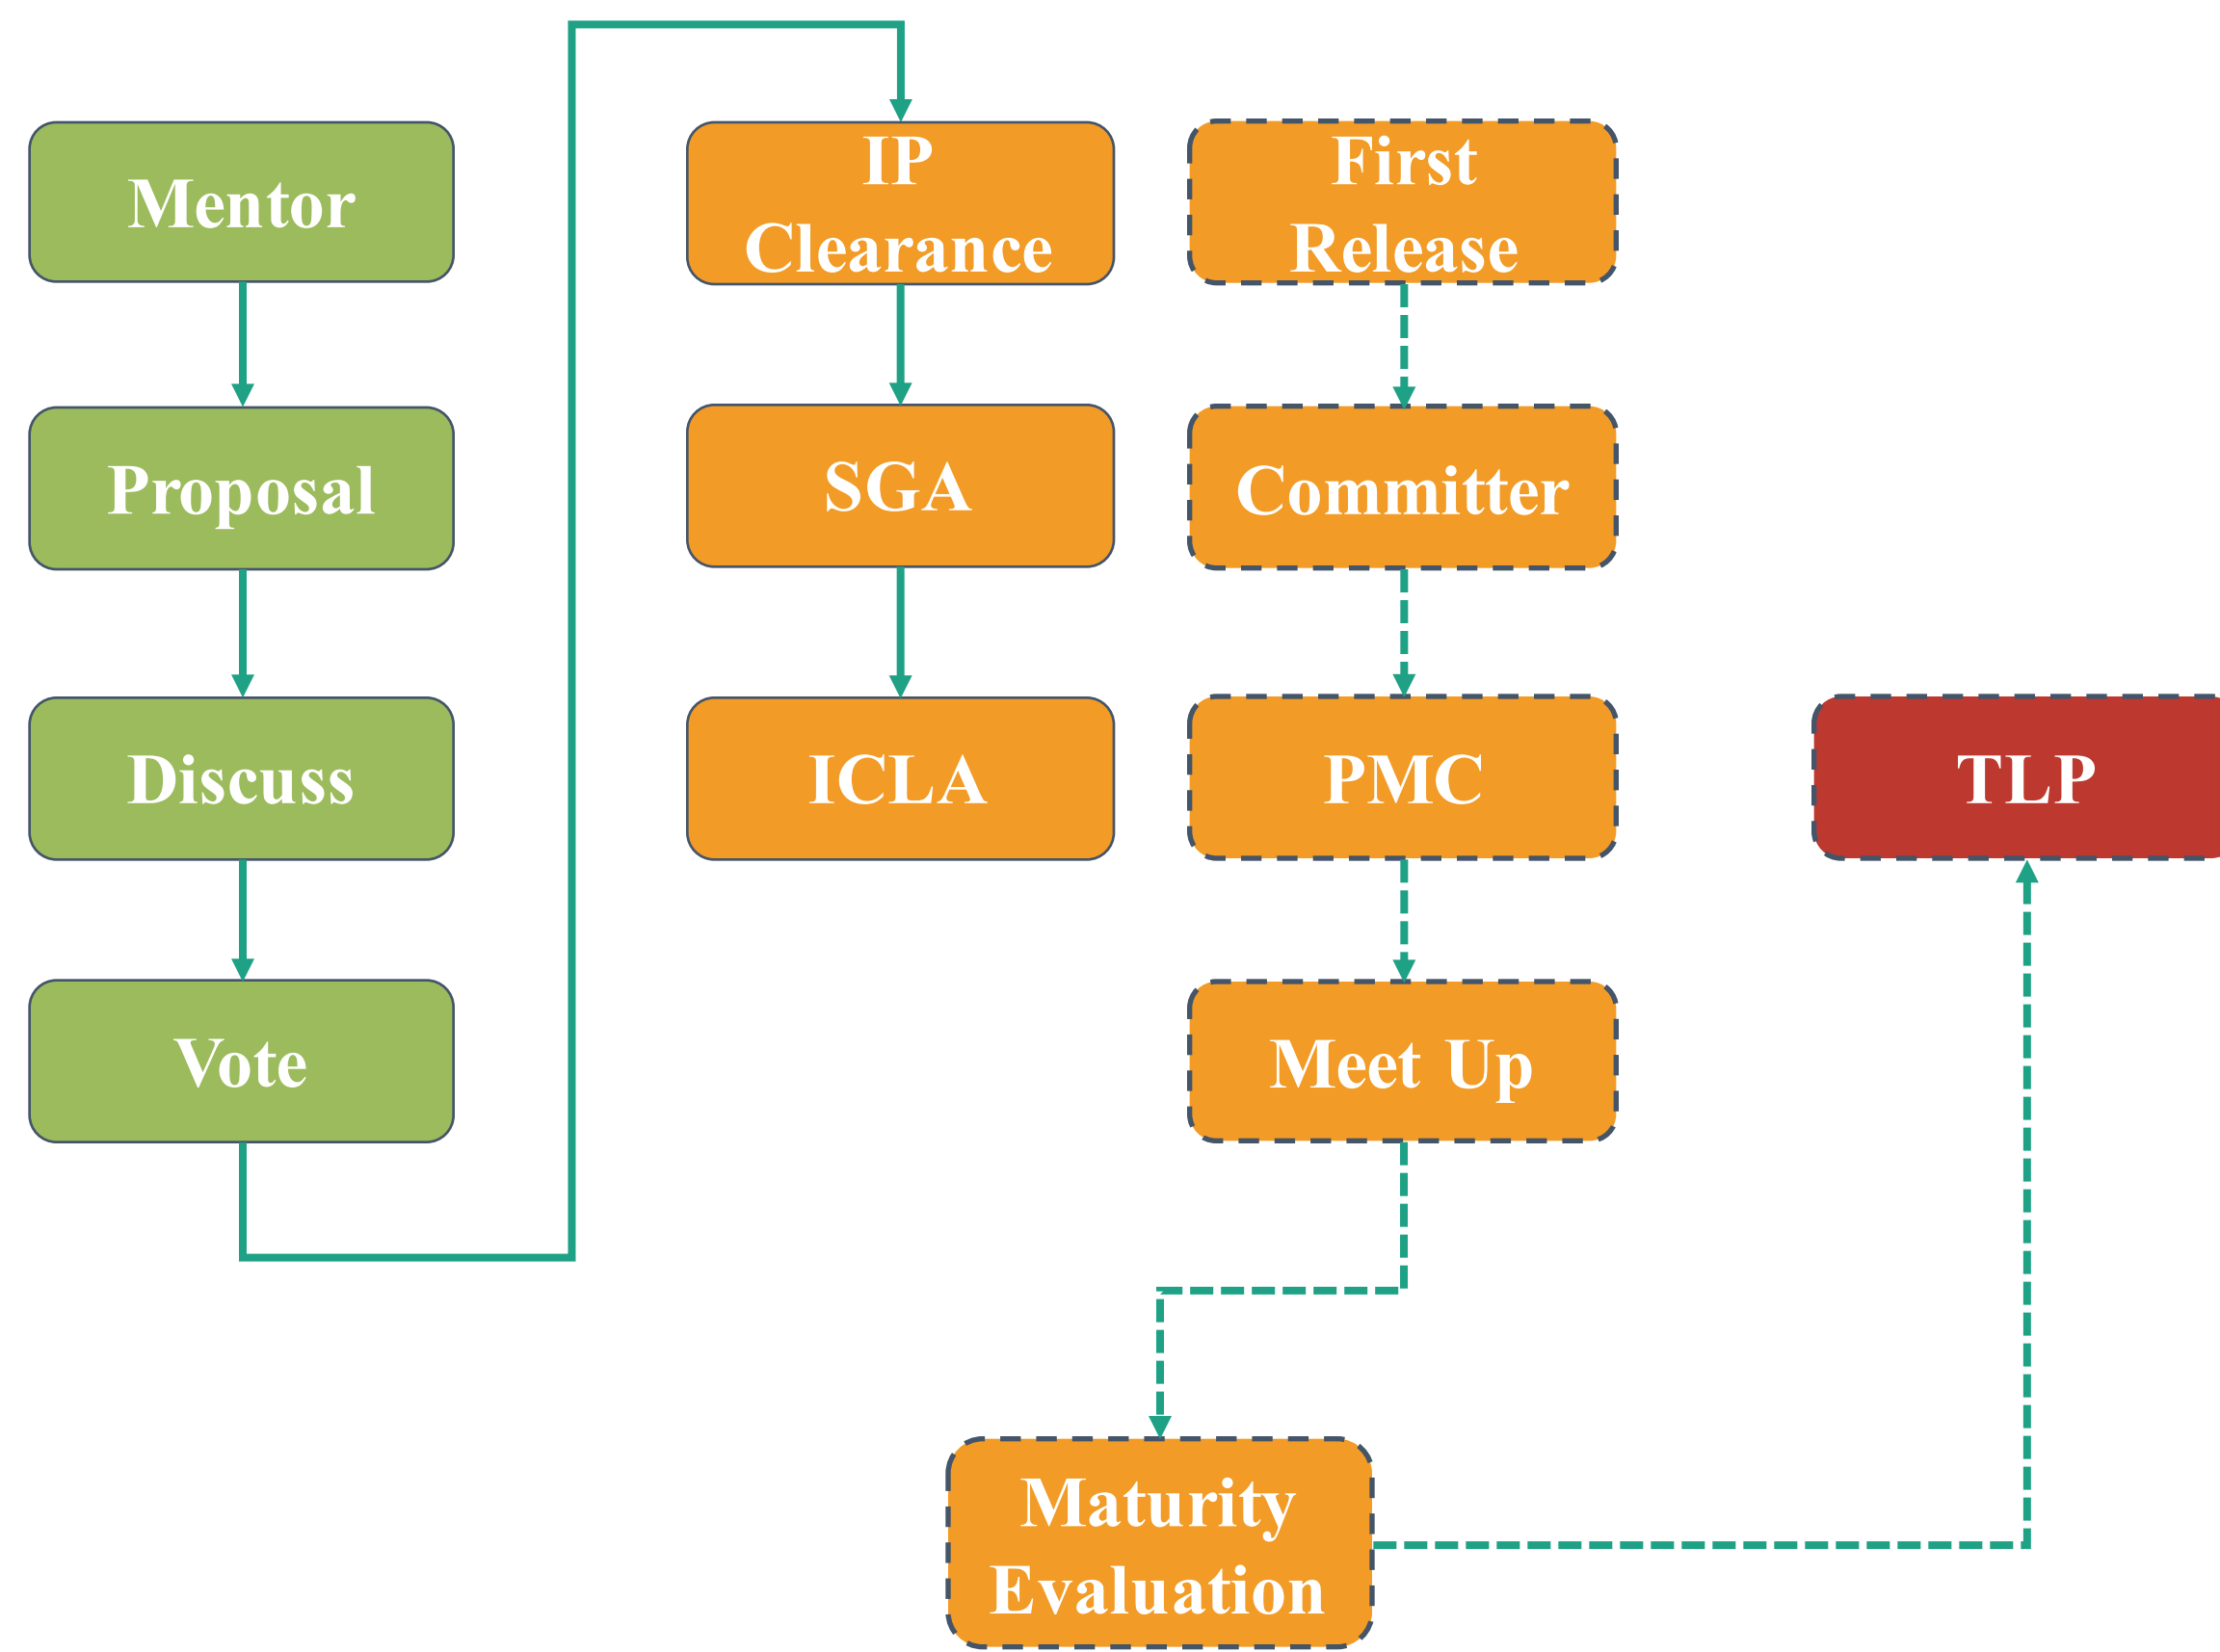 Mentor
Proposal
Discuss
Vote
IP
Clearance
SGA
ICLA
First
Release
Committer
PMC
Meet Up
Maturity
Evaluation
TLP